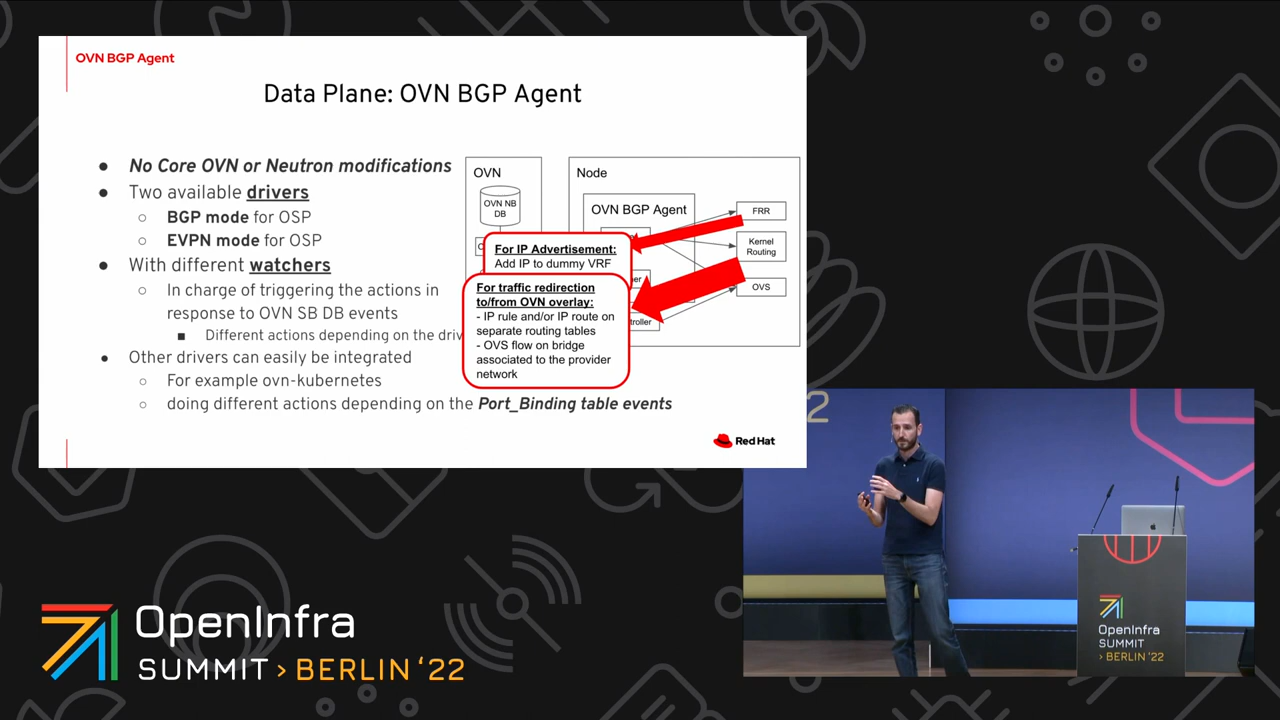 OVN BGP Agent
Data Plane: OVN BGP Agent
No Core OVN or Neutron modifications
Two available drivers
BGP mode for OSP
EVPN mode for OSP
With different watchers
In charge of triggering the actions in
response to OVN SB DB events
Different actions depending on the driv
Other drivers can easily be integrated
For example ovn-kubernetes
doing different actions depending on the Port_Binding table events
OVN
OVN NB
DB
Node
OVN BGP Agent
FRR
Kernel
Routing
OVS
For IP Advertisement:
Add IP to dummy VRF
For traffic redirection
to/from OVN overlay:
- IP rule and/or IP route on
separate routing tables
- OVS flow on bridge
associated to the provider
network
Red Hat
2
OpenInfra
SUMMIT
› BERLIN '22
OpenInfra
SUMMIT › BERLIN '22